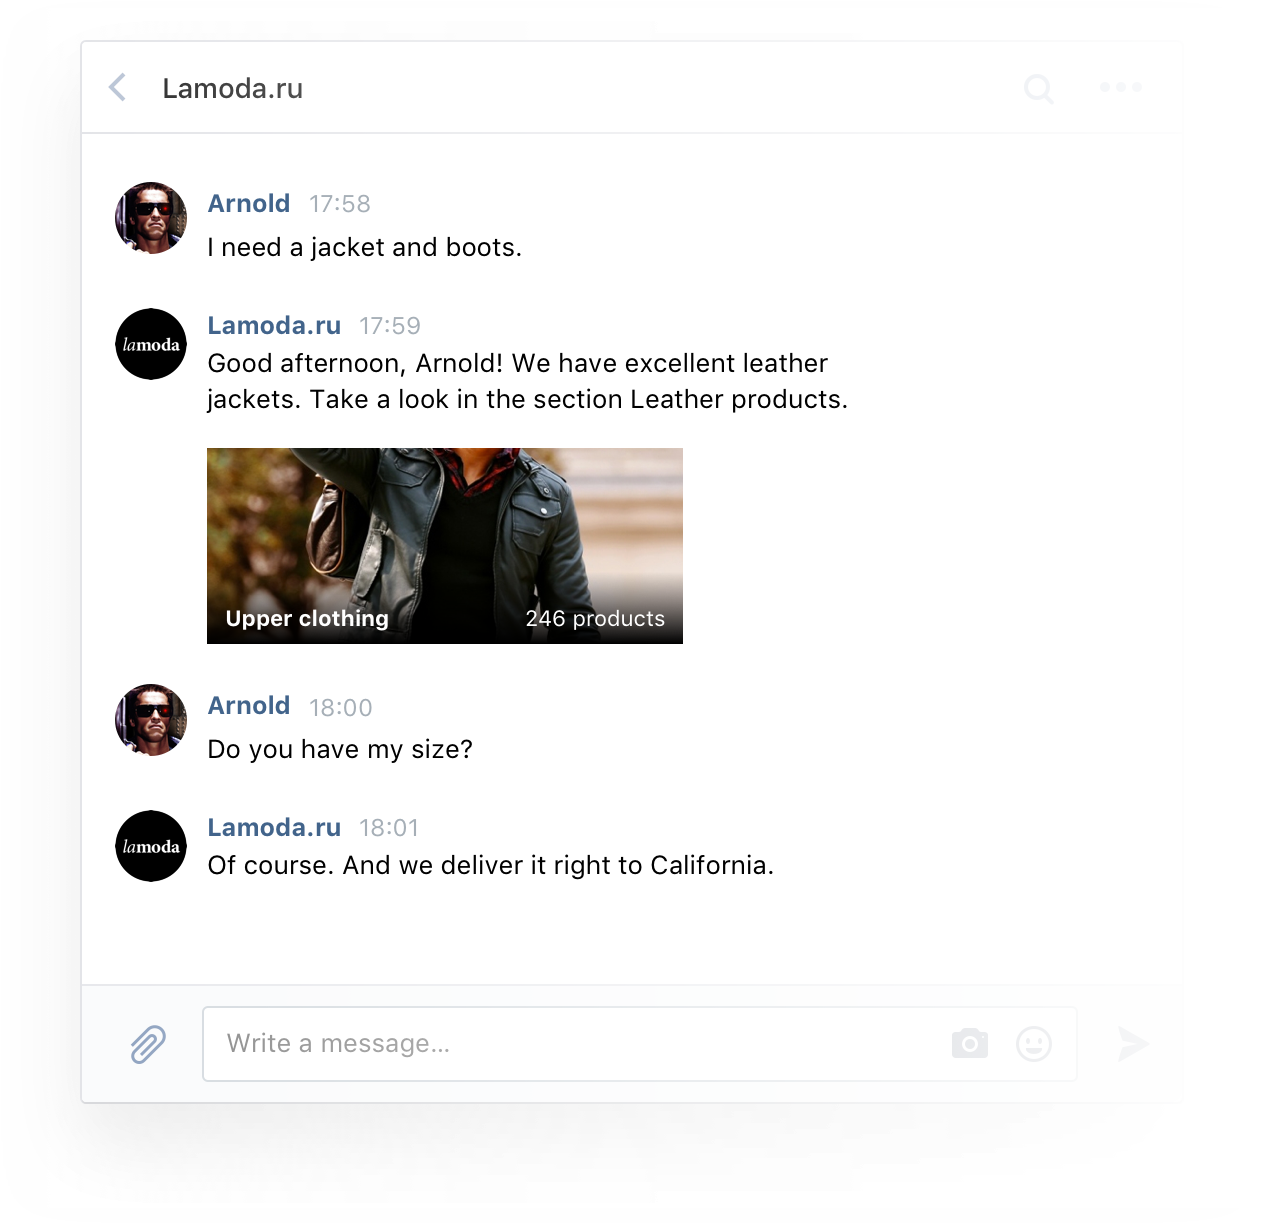 Lamoda.ru
Arnold 17:58
I need a jacket and boots.
lamoda
Lamoda.ru 17:59
Good afternoon, Arnold! We have excellent leather
jackets. Take a look in the section Leather products.
Upper clothing 246 products
Arnold 18:00
Do you have my size?
lamoda
Lamoda.ru 18:01
Of course. And we deliver it right to California.
Write a message...